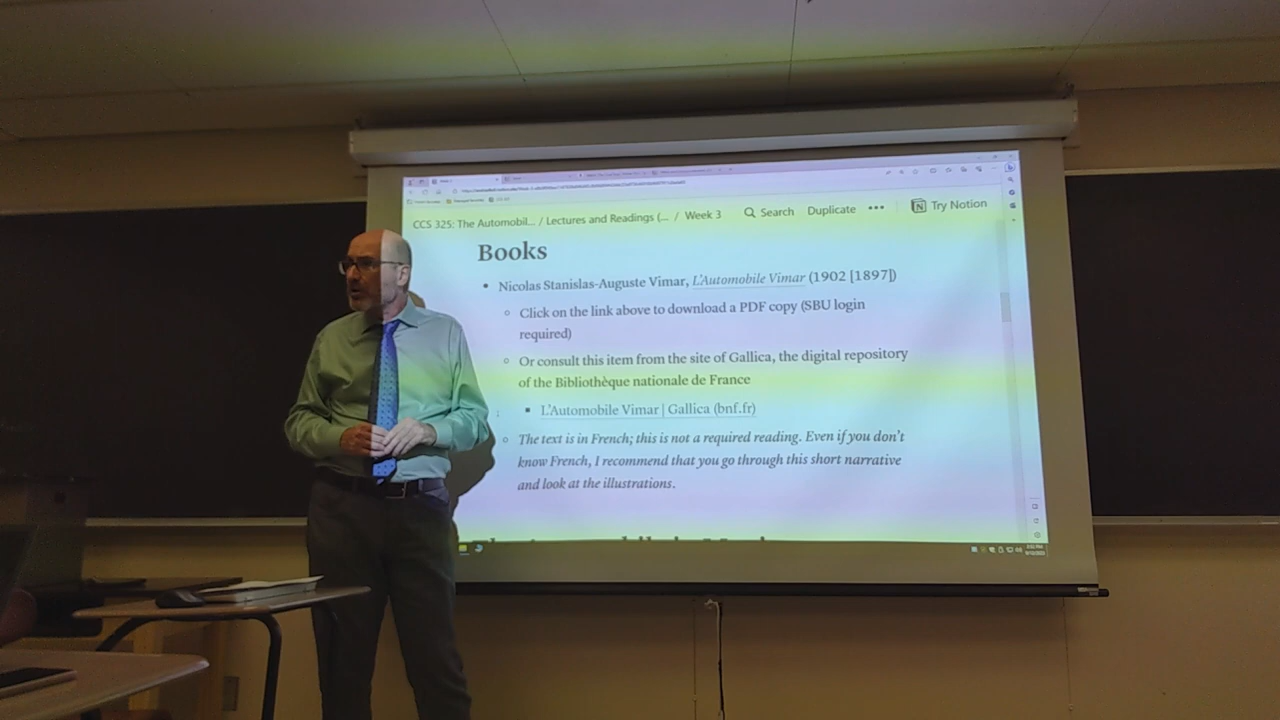 CCS 325: The Automobil... / Lectures and Readings (... / Week 3 Search Duplicate ••• Try Notion
Books
• Nicolas Stanislas-Auguste Vimar, L'Automobile Vimar (1902 [1897])
◦ Click on the link above to download a PDF copy (SBU login
required)
◦ Or consult this item from the site of Gallica, the digital repository
of the Bibliothèque nationale de France
▪ L'Automobile Vimar | Gallica (bnf.fr)
◦ The text is in French; this is not a required reading. Even if you don't
know French, I recommend that you go through this short narrative
and look at the illustrations.